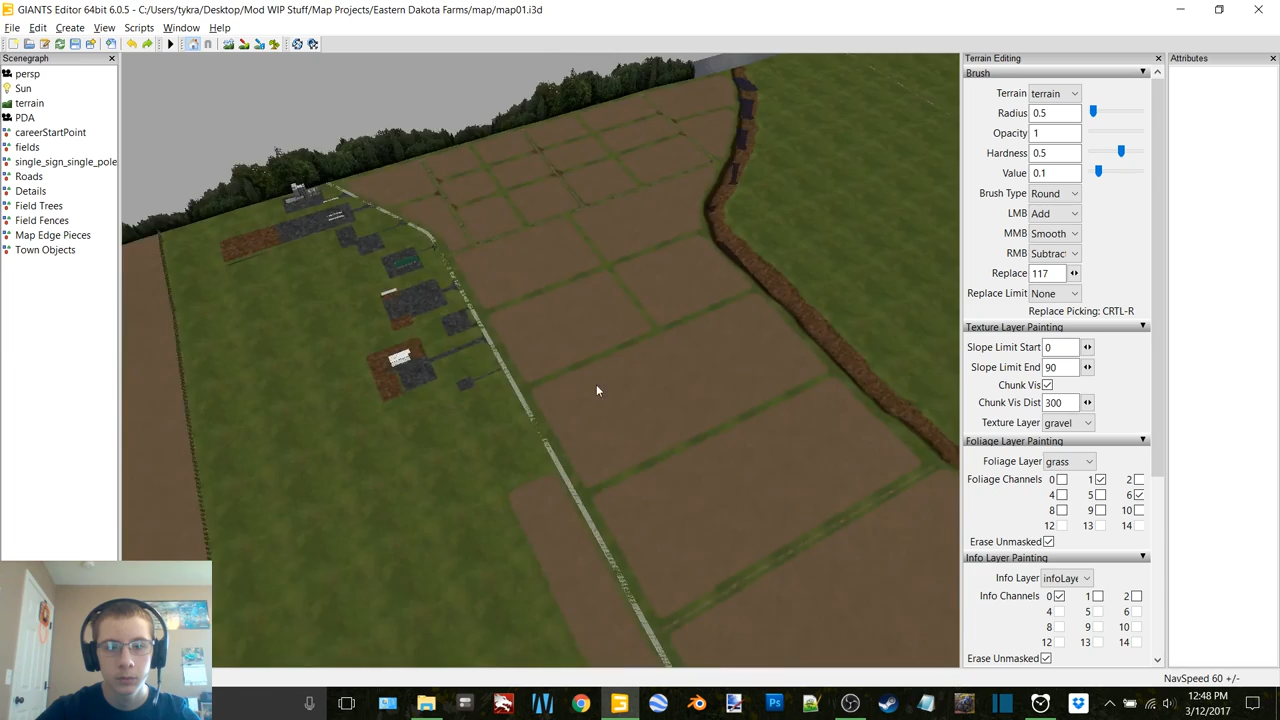 GIANTS Editor 64bit 6.0.5 - C:/Users/tykra/Desktop/Mod WIP Stuff/Map Projects/Eastern Dakota Farms/map/map01.i3d
File Edit Create View Scripts Window Help
Scenegraph
persp
Sun
terrain
PDA
careerStartPoint
fields
single_sign_single_pole
Roads
Details
Field Trees
Field Fences
Map Edge Pieces
Town Objects
Terrain Editing
Brush
Terrain terrain
Radius 0.5
Opacity 1
Hardness 0.5
Value 0.1
Brush Type Round
LMB Add
MMB Smooth
RMB Subtrac
Replace 117
Replace Limit None
Replace Picking: CRTL-R
Texture Layer Painting
Slope Limit Start 0
Slope Limit End 90
Chunk Vis
Chunk Vis Dist 300
Texture Layer gravel
Foliage Layer Painting
Foliage Layer grass
Foliage Channels 0 1 2
4 5 6
8 9 10
12 13 14
Erase Unmasked
Info Layer Painting
Info Layer infoLaye
Info Channels 0 1 2
4 5 6
8 9 10
12 13 14
Erase Unmasked
Attributes
NavSpeed 60 +/-
12:48 PM
3/12/2017